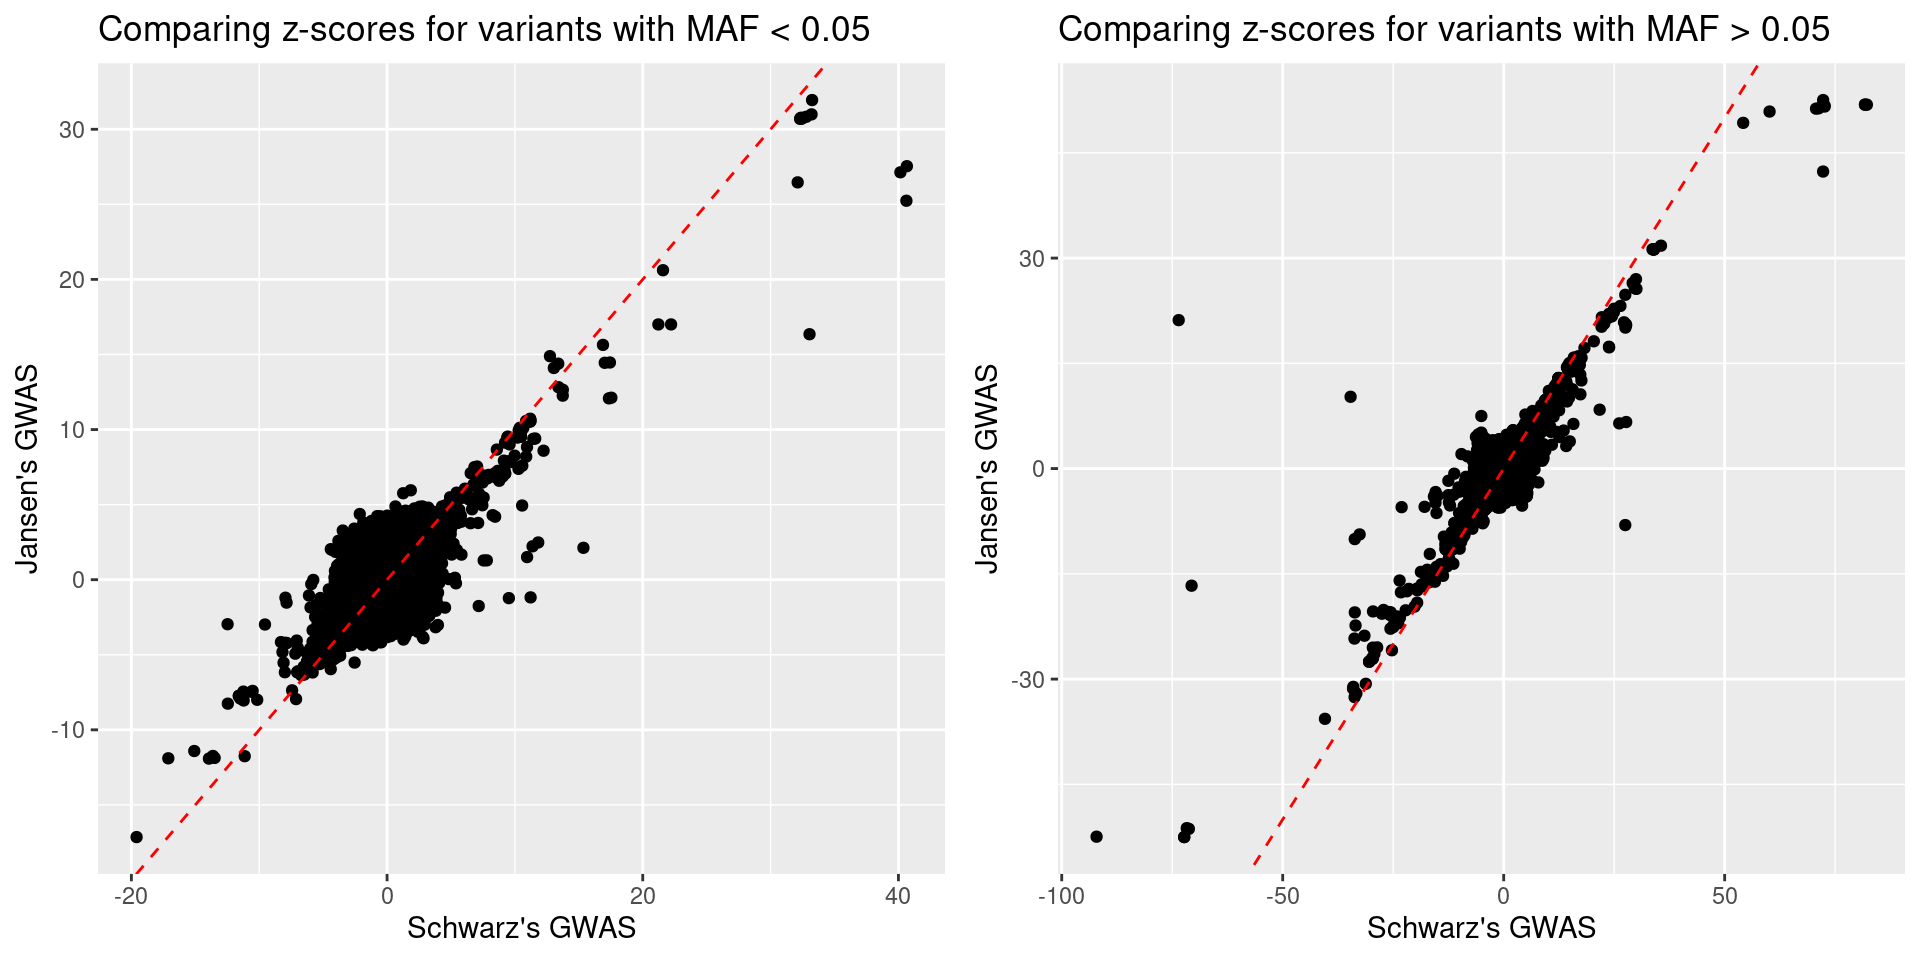 Comparing z-scores for variants with MAF < 0.05
Jansen's GWAS
30
20
10
0
-10
-20
0
20
40
Schwarz's GWAS
Comparing z-scores for variants with MAF > 0.05
Jansen's GWAS
30
0
-30
-100
-50
0
50
Schwarz's GWAS